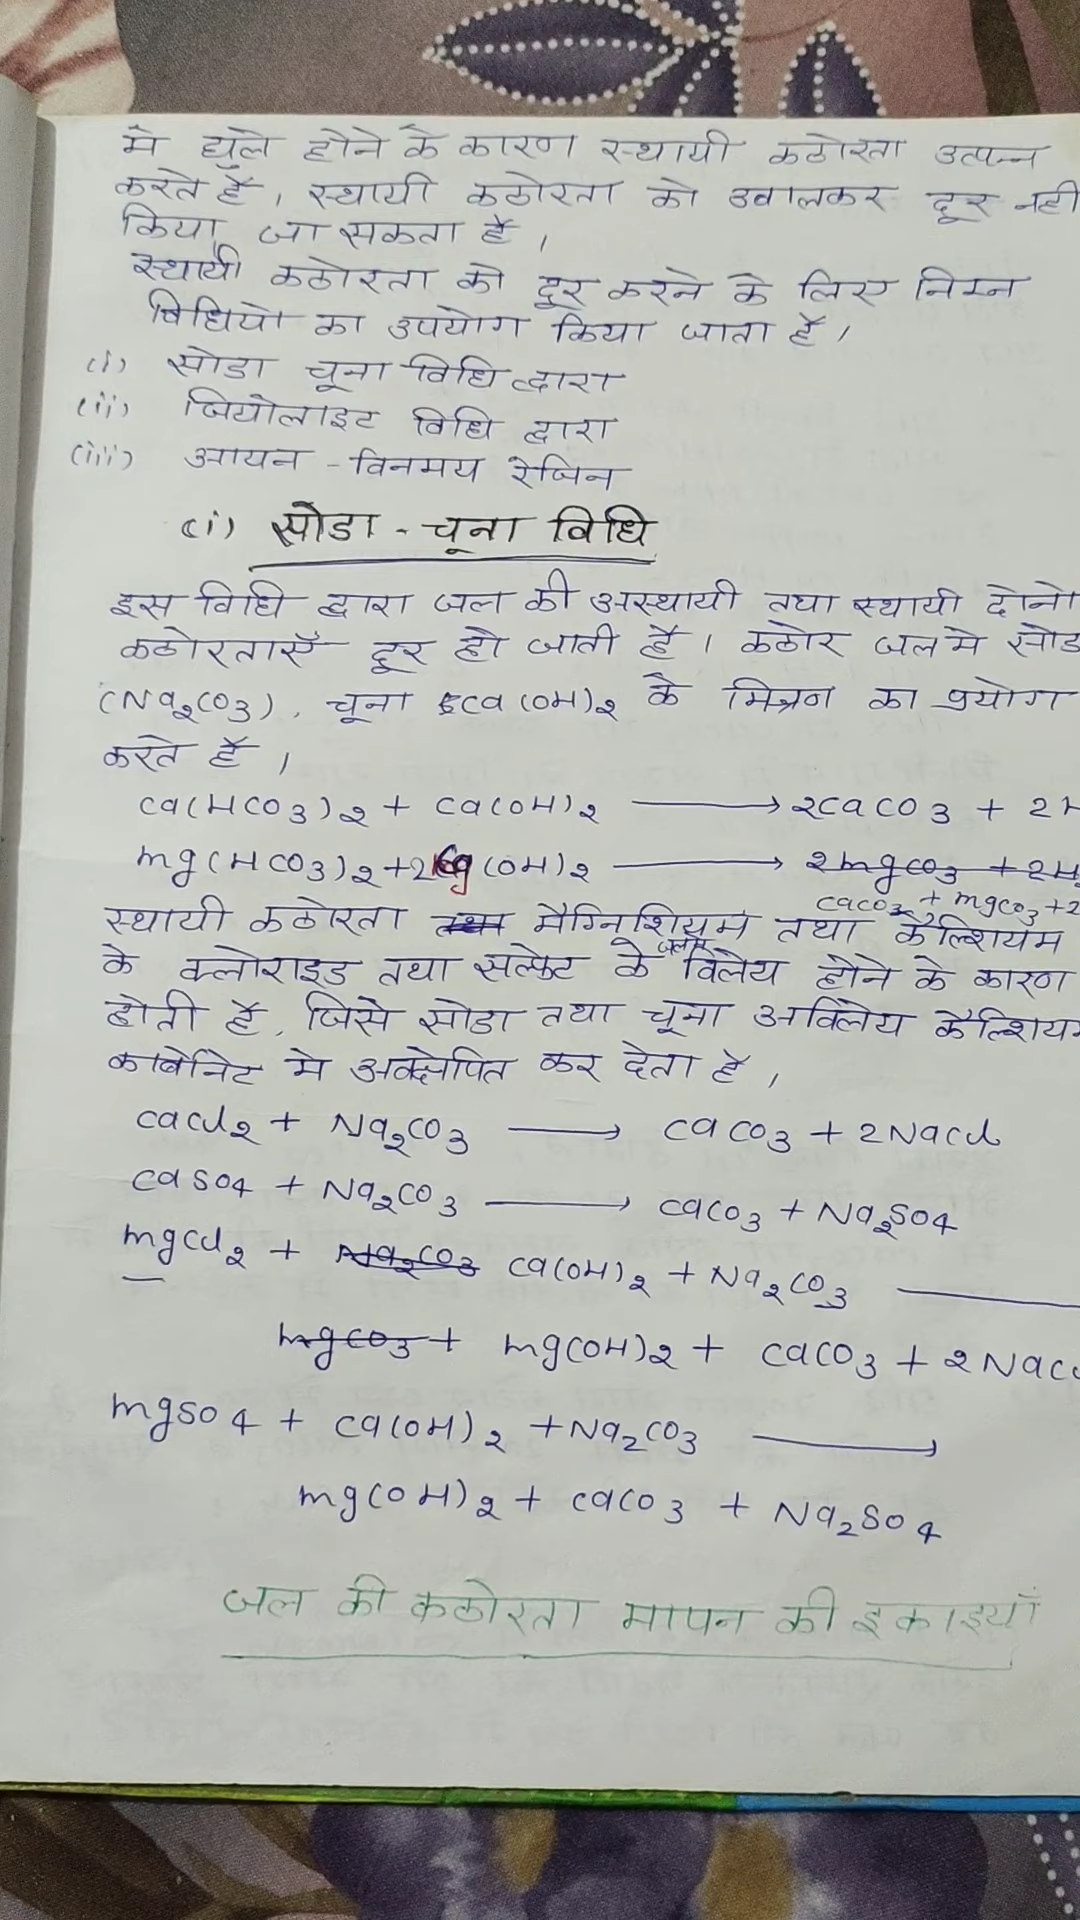 में घुले होने के कारण स्थायी कठोरता उत्पन्न
करते हैं, स्थायी कठोरता को उबालकर दूर नही
किया जा सकता है,
स्थायी कठोरता को दूर करने के लिए निम्न
विधियो का उपयोग किया जाता है,
(i) सोडा चूना विधि द्वारा
(ii) जियोलाइट विधि द्वारा
(iii) आयन - विनमय रेजिन
(i) सोडा - चूना विधि
इस विधि द्वारा जल की अस्थायी तथा स्थायी दोनो
कठोरताएँ दूर हो जाती है। कठोर जल मे सोड
(Na2CO3), चूना Ca(OH)2 के मिश्रण का प्रयोग
करते हैं,
Ca(HCO3)2 + Ca(OH)2 ⟶ 2CaCO3 + 2H
mg(HCO3)2 + 2Ca(OH)2 ⟶ 2mgCO3 + 2H
CaCO3 + mgCO3 + 2
स्थायी कठोरता तथा मैग्निशियम तथा कैल्शियम
के क्लोराइड तथा सल्फेट के जल मे विलेय होने के कारण
होती है, जिसे सोडा तथा चूना अविलेय कैल्शियम
कार्बोनेट मे अवक्षेपित कर देता है,
CaCl2 + Na2CO3 ⟶ CaCO3 + 2NaCl
CaSO4 + Na2CO3 ⟶ CaCO3 + Na2SO4
mgCl2 + Na2CO3 Ca(OH)2 + Na2CO3 ⟶
mgCO3 + mg(OH)2 + CaCO3 + 2NaCl
mgSO4 + Ca(OH)2 + Na2CO3 ⟶
mg(OH)2 + CaCO3 + Na2SO4
जल की कठोरता मापन की इकाइयाँ